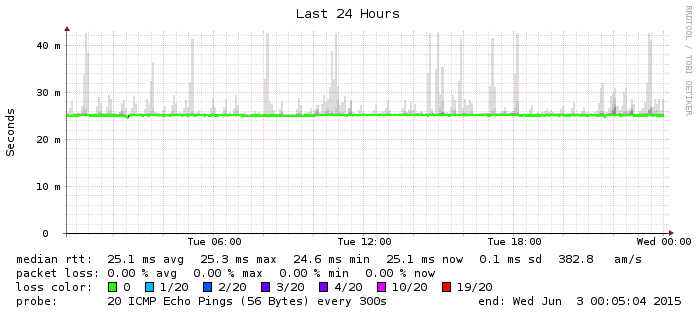 Last 24 Hours
RRDTOOL / TOBI OETIKER
Seconds
40 m
30 m
20 m
10 m
0
Tue 06:00 Tue 12:00 Tue 18:00 Wed 00:00
median rtt: 25.1 ms avg 25.3 ms max 24.6 ms min 25.1 ms now 0.1 ms sd 382.8 am/s
packet loss: 0.00 % avg 0.00 % max 0.00 % min 0.00 % now
loss color: 0 1/20 2/20 3/20 4/20 10/20 19/20
probe: 20 ICMP Echo Pings (56 Bytes) every 300s end: Wed Jun 3 00:05:04 2015